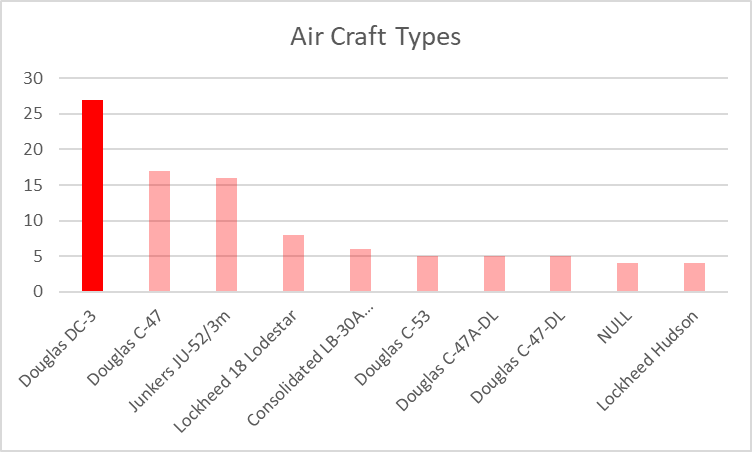 Air Craft Types
30
25
20
15
10
5
0
Douglas DC-3
Douglas C-47
Junkers JU-52/3m
Lockheed 18 Lodestar
Consolidated LB-30A...
Douglas C-53
Douglas C-47A-DL
Douglas C-47-DL
NULL
Lockheed Hudson